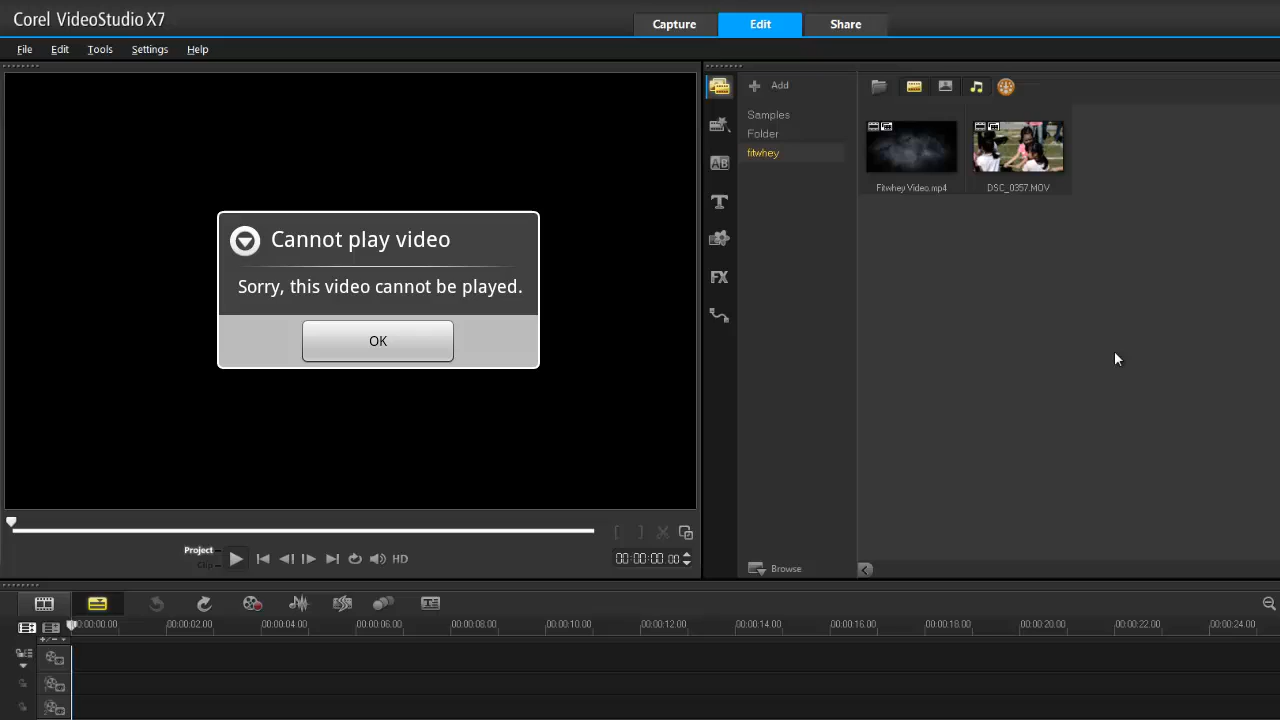 Corel VideoStudio X7
Capture
Edit
Share
File Edit Tools Settings Help
Add
Samples
Folder
fitwhey
Fitwhey Video.mp4
DSC_0357.MOV
Cannot play video
Sorry, this video cannot be played.
OK
Project
Clip
HD
00:00:00 00
Browse
00:00:00.00 00:00:02.00 00:00:04.00 00:00:06.00 00:00:08.00 00:00:10.00 00:00:12.00 00:00:14.00 00:00:16.00 00:00:18.00 00:00:20.00 00:00:22.00 00:00:24.00